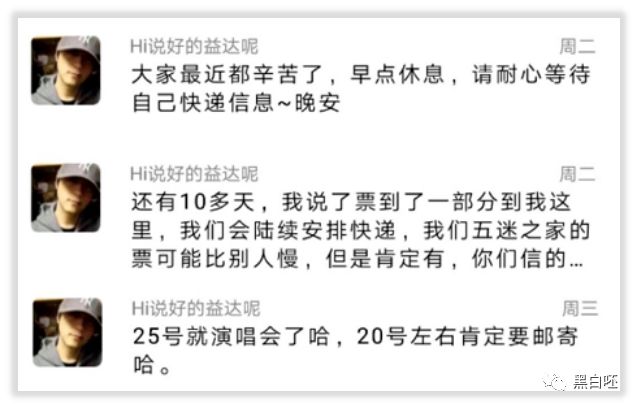 Hi说好的益达呢 周二
大家最近都辛苦了，早点休息，请耐心等待
自己快递信息~晚安
Hi说好的益达呢 周二
还有10多天，我说了票到了一部分到我这
里，我们会陆续安排快递，我们五迷之家的
票可能比别人慢，但是肯定有，你们信的...
Hi说好的益达呢 周三
25号就演唱会了哈，20号左右肯定要邮寄
哈。
黑白呸